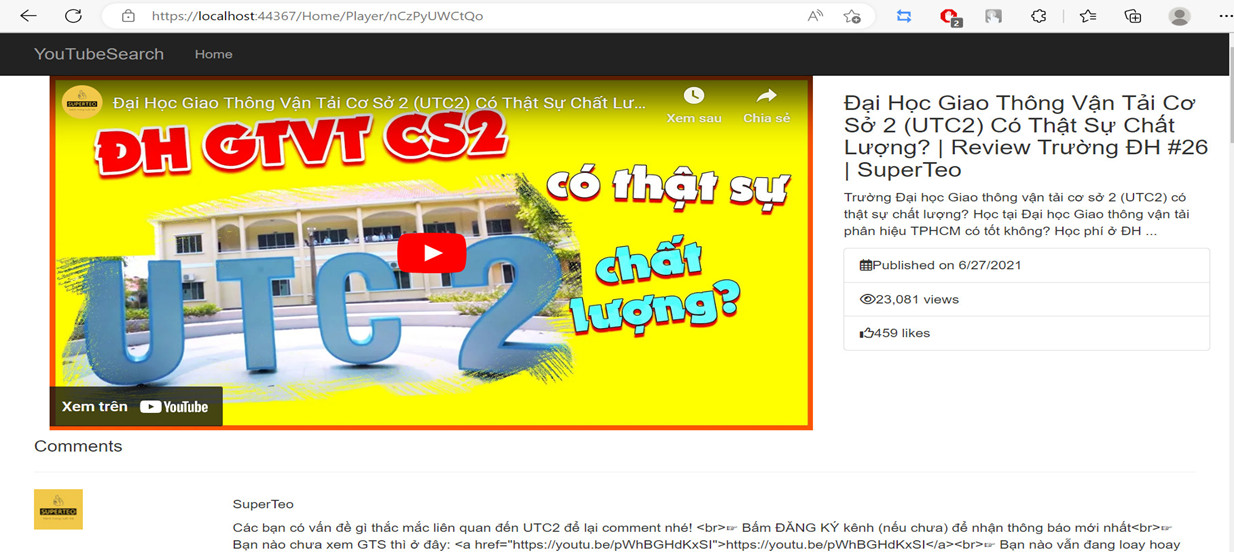 https://localhost:44367/Home/Player/nCzPyUWCtQo
2
YouTubeSearch
Home
SUPERTEO
Đại Học Giao Thông Vận Tải Cơ Sở 2 (UTC2) Có Thật Sự Chất Lư...
Xem sau
Chia sẻ
ĐH GTVT CS2
có thật sự
chất
lượng?
UTC 2
Xem trên YouTube
Đại Học Giao Thông Vận Tải Cơ
Sở 2 (UTC2) Có Thật Sự Chất
Lượng? | Review Trường ĐH #26
| SuperTeo
Trường Đại học Giao thông vận tải cơ sở 2 (UTC2) có
thật sự chất lượng? Học tại Đại học Giao thông vận tải
phân hiệu TPHCM có tốt không? Học phí ở ĐH ...
Published on 6/27/2021
23,081 views
459 likes
Comments
SUPERTEO
SuperTeo
Các bạn có vấn đề gì thắc mắc liên quan đến UTC2 để lại comment nhé! <br>☞ Bấm ĐĂNG KÝ kênh (nếu chưa) để nhận thông báo mới nhất<br>☞
Bạn nào chưa xem GTS thì ở đây: <a href="https://youtu.be/pWhBGHdKxSI">https://youtu.be/pWhBGHdKxSI</a><br>☞ Bạn nào vẫn đang loay hoay